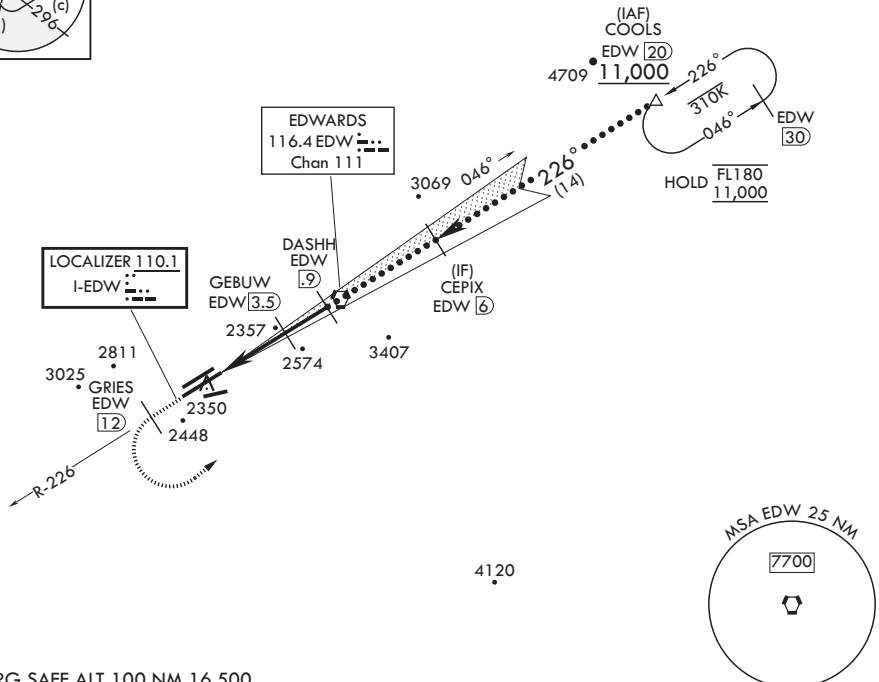 (c)
296
)
(IAF)
COOLS
EDW 20
4709 11,000
226°
310K
046°
EDW
30
HOLD FL180
11,000
EDWARDS
116.4 EDW
Chan 111
3069 046°
226°
(14)
LOCALIZER 110.1
I-EDW
DASHH
EDW
.9
GEBUW
EDW 3.5
(IF)
CEPIX
EDW 6
2357
2574
3407
2811
3025
GRIES
EDW
12
2350
2448
R-226
MSA EDW 25 NM
7700
4120
RG SAFE ALT 100 NM 16,500